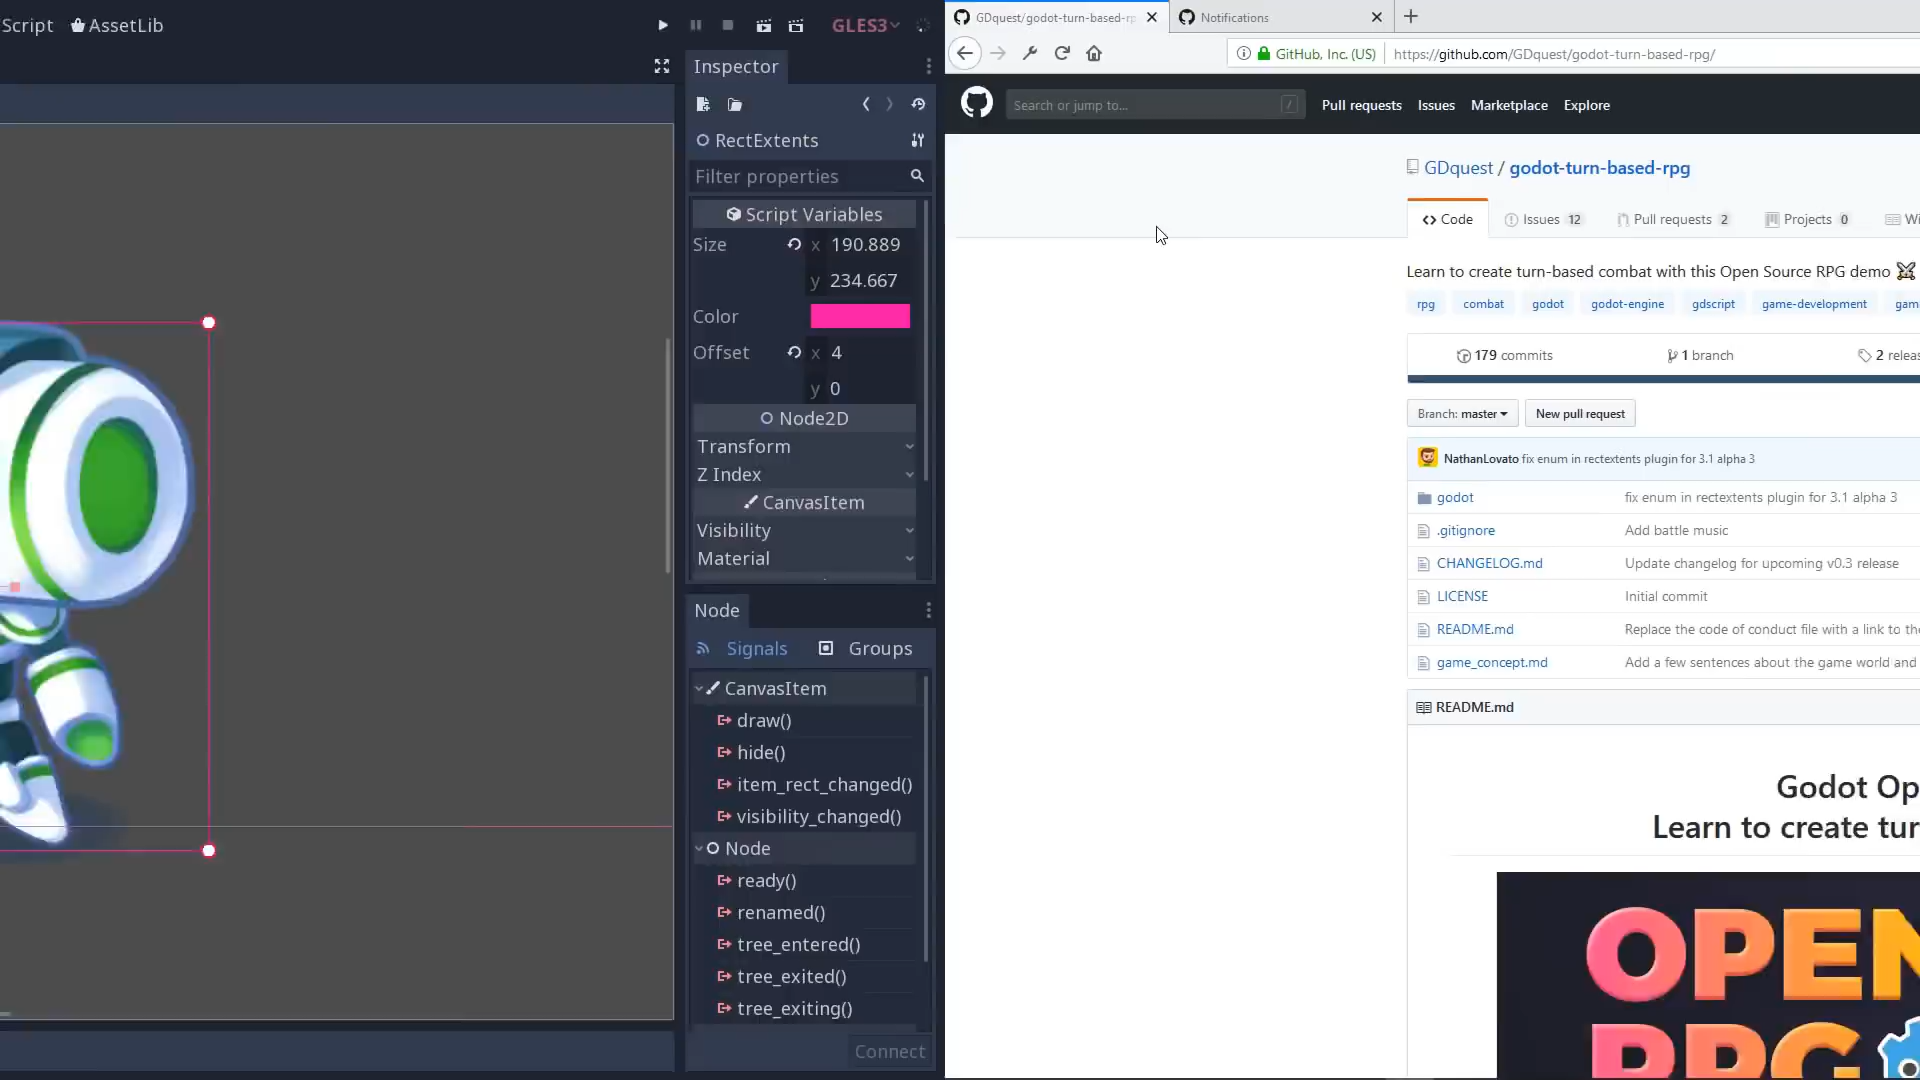 Script AssetLib GLES3
Inspector
RectExtents
Filter properties
Script Variables
Size x 190.889
y 234.667
Color
Offset x 4
y 0
Node2D
Transform
Z Index
CanvasItem
Visibility
Material
Node
Signals Groups
CanvasItem
draw()
hide()
item_rect_changed()
visibility_changed()
Node
ready()
renamed()
tree_entered()
tree_exited()
tree_exiting()
Connect
GDquest/godot-turn-based-rp Notifications
GitHub, Inc. (US) https://github.com/GDquest/godot-turn-based-rpg/
Search or jump to... / Pull requests Issues Marketplace Explore
GDquest / godot-turn-based-rpg
Code Issues 12 Pull requests 2 Projects 0 Wi
Learn to create turn-based combat with this Open Source RPG demo
rpg combat godot godot-engine gdscript game-development gam
179 commits 1 branch 2 releas
Branch: master New pull request
NathanLovato fix enum in rectextents plugin for 3.1 alpha 3
godot fix enum in rectextents plugin for 3.1 alpha 3
.gitignore Add battle music
CHANGELOG.md Update changelog for upcoming v0.3 release
LICENSE Initial commit
README.md Replace the code of conduct file with a link to the
game_concept.md Add a few sentences about the game world and
README.md
Godot Op
Learn to create tur
OPEN
RPG